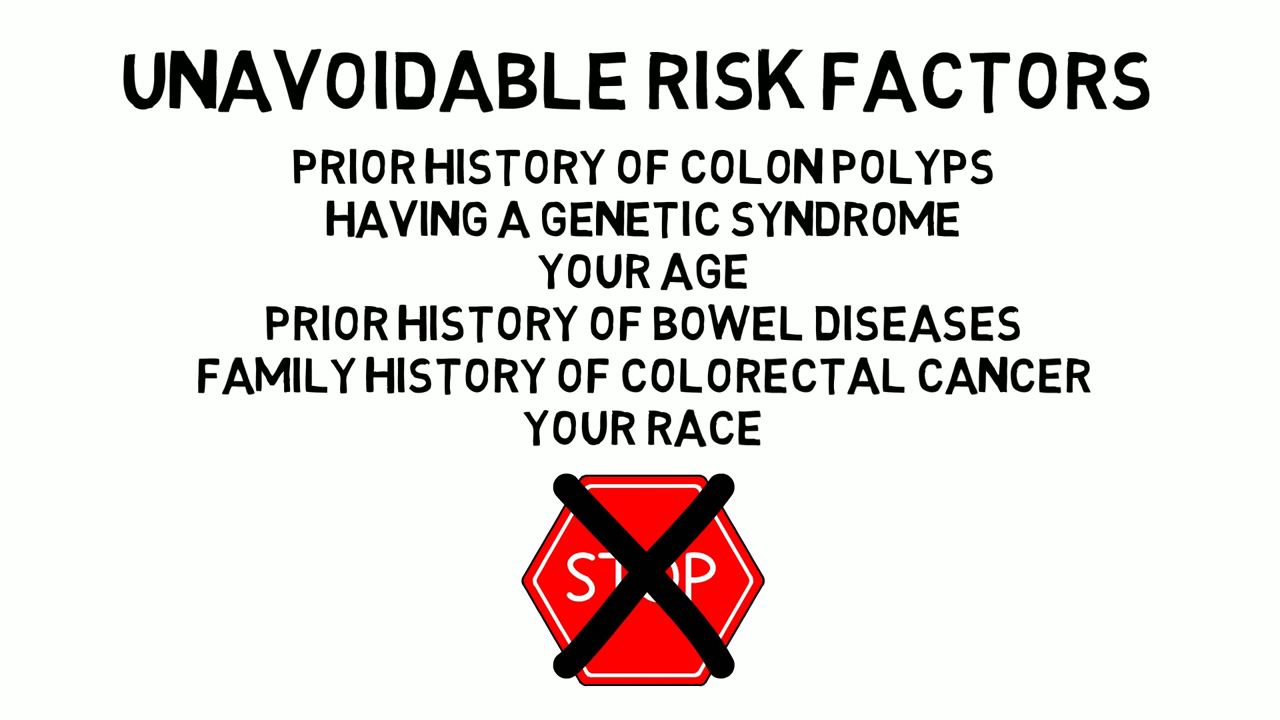 UNAVOIDABLE RISK FACTORS
PRIOR HISTORY OF COLON POLYPS
HAVING A GENETIC SYNDROME
YOUR AGE
PRIOR HISTORY OF BOWEL DISEASES
FAMILY HISTORY OF COLORECTAL CANCER
YOUR RACE
STOP